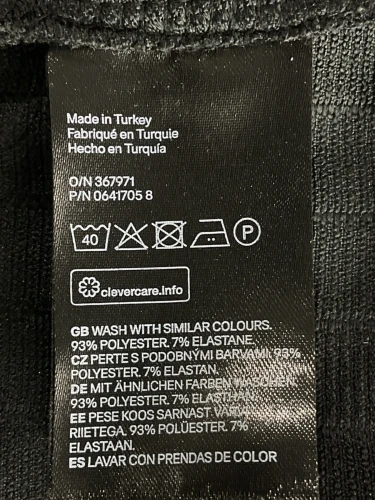 Made in Turkey
Fabriqué en Turquie
Hecho en Turquía
O/N 367971
P/N 0641705 8
40 P
clevercare.info
GB WASH WITH SIMILAR COLOURS.
93% POLYESTER. 7% ELASTANE.
CZ PERTE S PODOBNÝMI BARVAMI. 93%
POLYESTER. 7% ELASTAN.
DE MIT ÄHNLICHEN FARBEN WASCHEN.
93% POLYESTER. 7% ELASTHAN.
EE PESE KOOS SARNAST VÄRVI
RIIETEGA. 93% POLÜESTER. 7%
ELASTAAN.
ES LAVAR CON PRENDAS DE COLOR